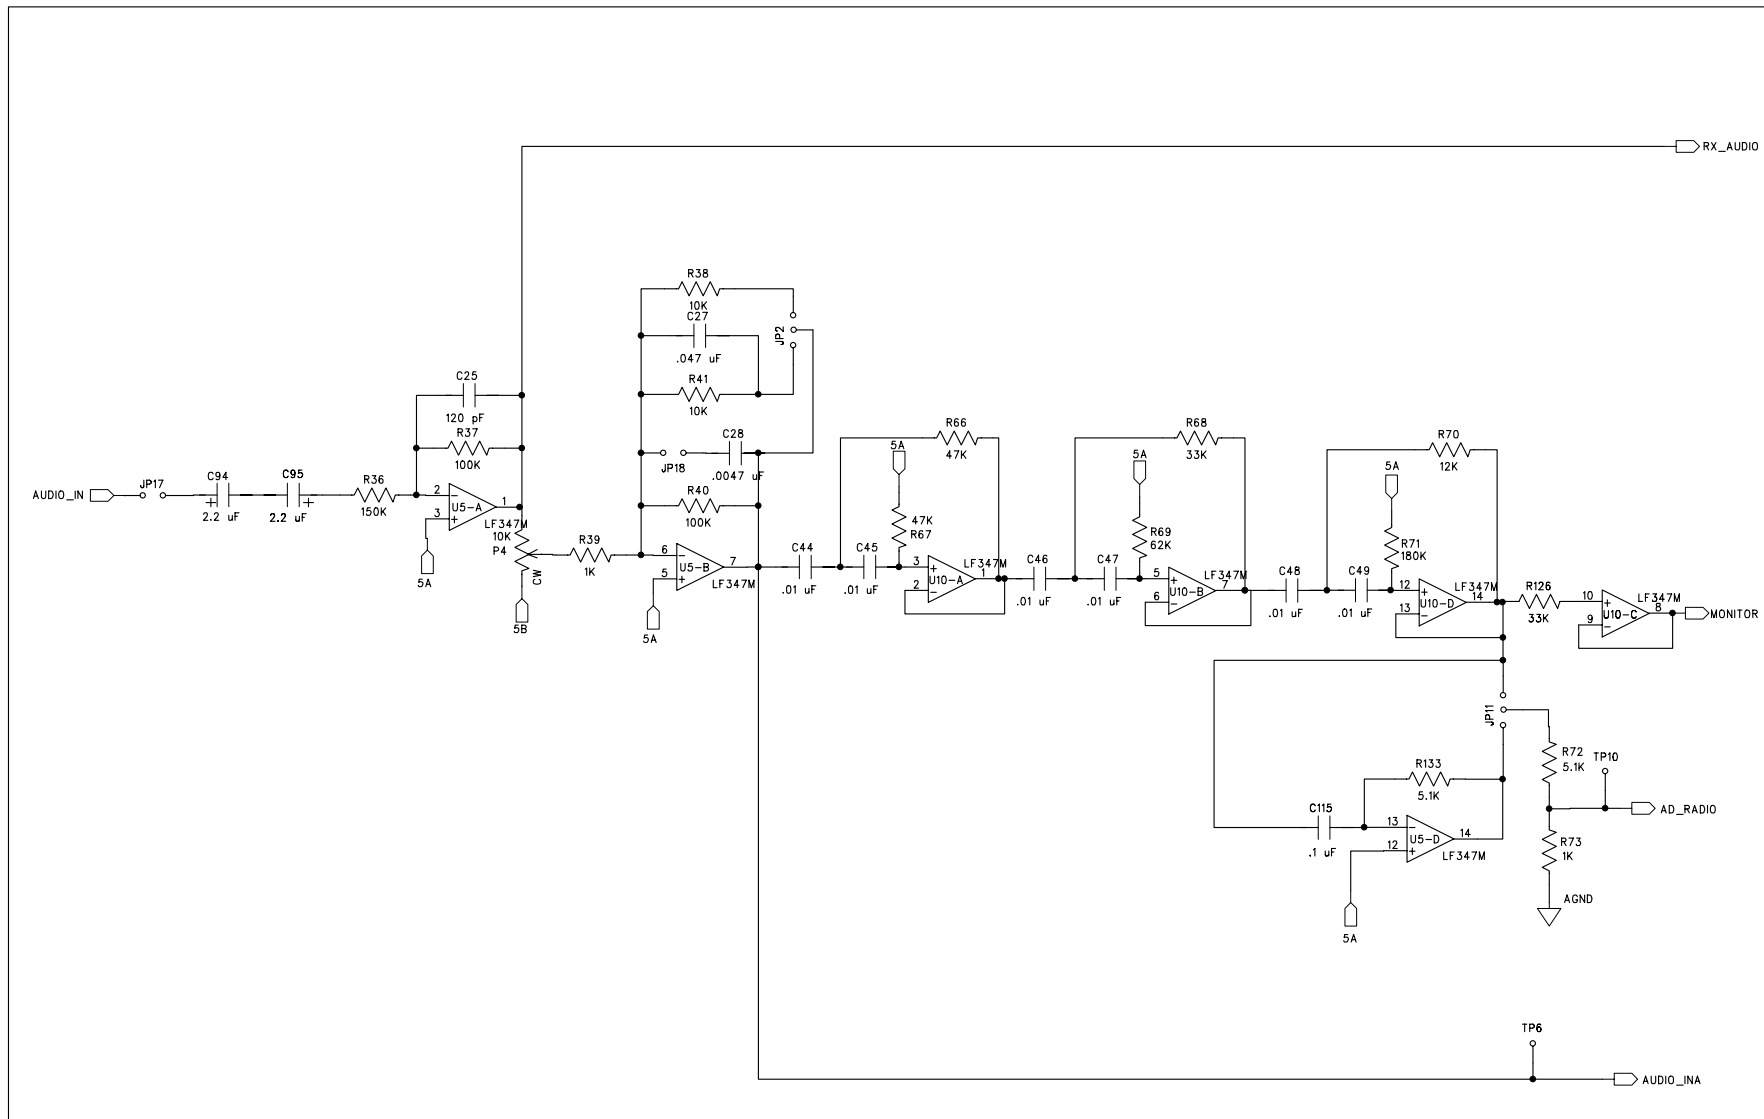 RX_AUDIO
R38
10K
C27
.047 uF
JP2
R41
10K
C25
120 pF
R37
100K
JP18
C28
.0047 uF
R40
100K
AUDIO_IN
JP17
C94
+
2.2 uF
C95
+
2.2 uF
R36
150K
2
−
3
+
U5-A
1
LF347M
5A
10K
P4
CW
5B
R39
1K
6
−
5
+
U5-B
7
LF347M
5A
C44
.01 uF
C45
.01 uF
R66
47K
5A
47K
R67
3
+
2
−
U10-A
1
LF347M
C46
.01 uF
C47
.01 uF
R68
33K
5A
R69
62K
5
+
6
−
U10-B
7
LF347M
C48
.01 uF
C49
.01 uF
R70
12K
5A
R71
180K
12
+
13
−
U10-D
14
LF347M
R126
33K
10
+
9
−
U10-C
8
LF347M
MONITOR
JP11
R72
5.1K
TP10
AD_RADIO
R73
1K
AGND
R133
5.1K
C115
.1 uF
13
−
12
+
U5-D
14
LF347M
5A
TP6
AUDIO_INA